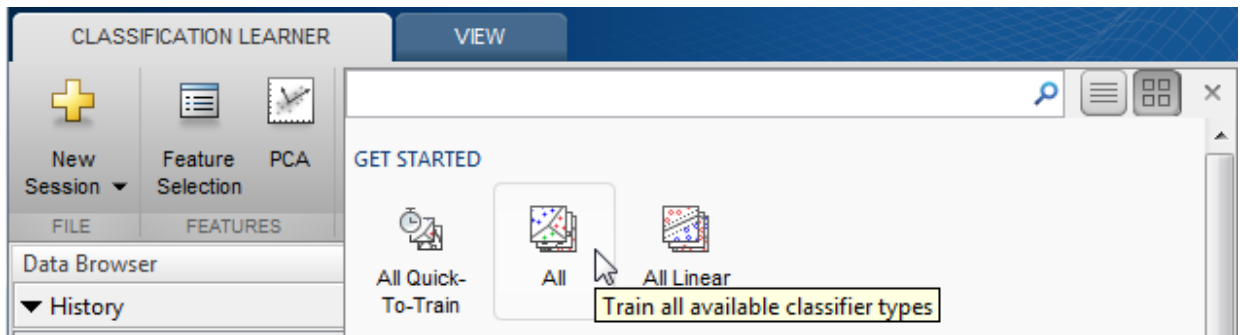 CLASSIFICATION LEARNER
VIEW
New
Session
Feature
Selection
PCA
FILE
FEATURES
GET STARTED
All Quick-
To-Train
All
All Linear
Train all available classifier types
Data Browser
History